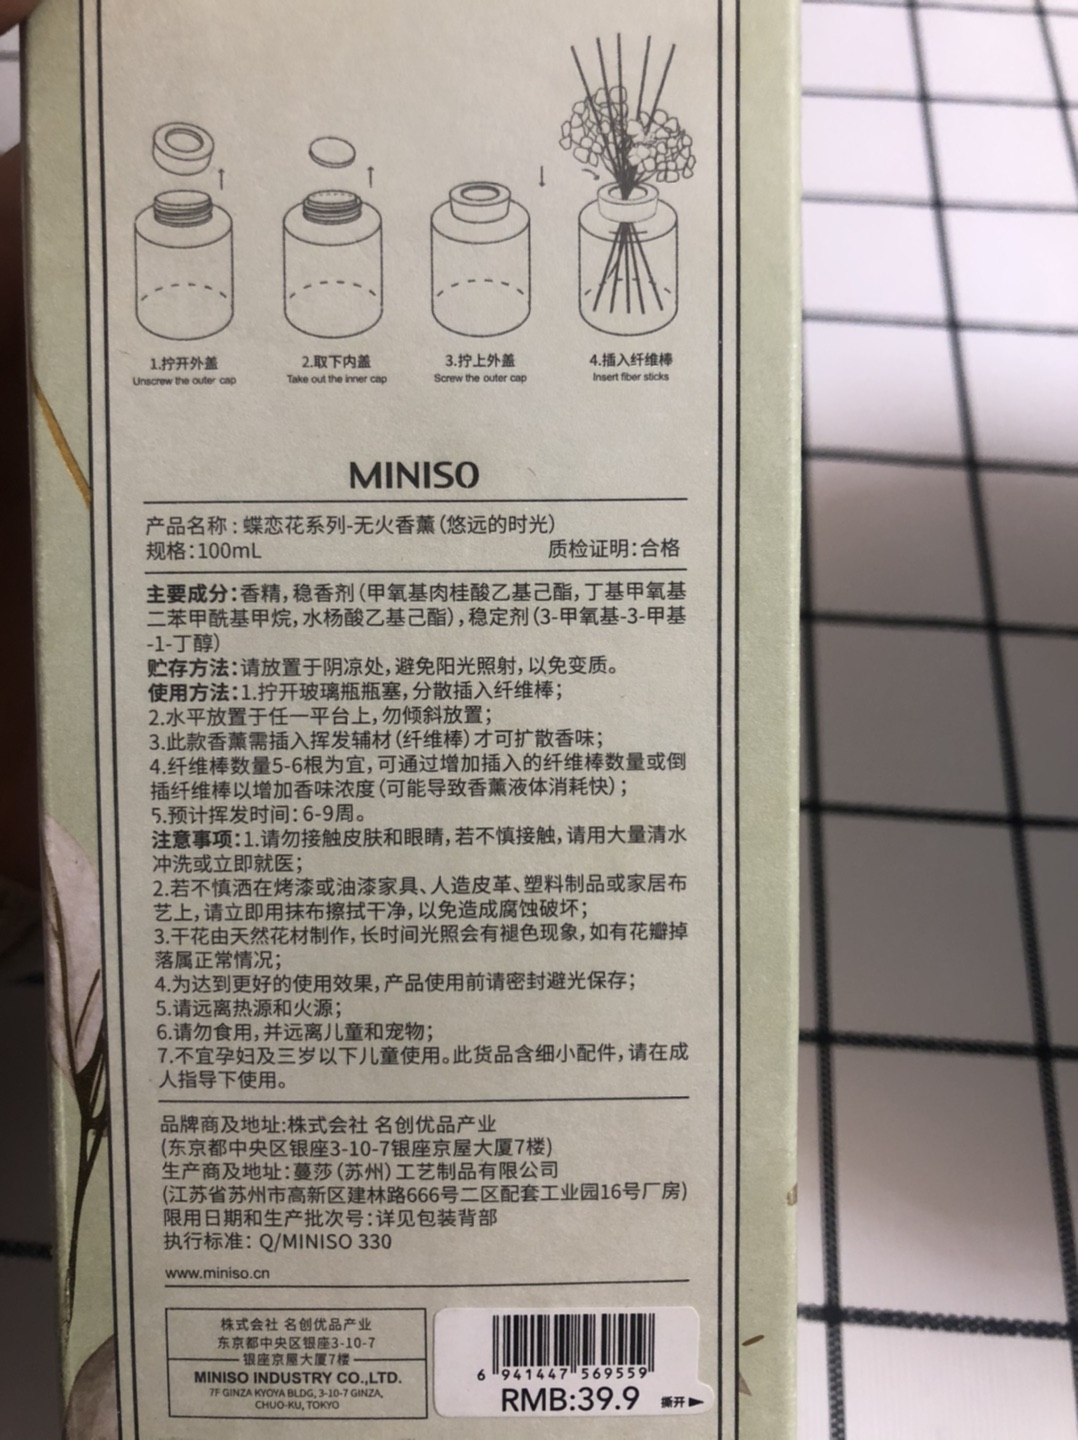 1.拧开外盖
Unscrew the outer cap
2.取下内盖
Take out the inner cap
3.拧上外盖
Screw the outer cap
4.插入纤维棒
Insert fiber sticks
MINISO
产品名称:蝶恋花系列-无火香薰(悠远的时光)
规格:100mL 质检证明:合格
主要成分:香精,稳香剂(甲氧基肉桂酸乙基己酯,丁基甲氧基
二苯甲酰基甲烷,水杨酸乙基己酯),稳定剂(3-甲氧基-3-甲基
-1-丁醇)
贮存方法:请放置于阴凉处,避免阳光照射,以免变质。
使用方法:1.拧开玻璃瓶瓶塞,分散插入纤维棒;
2.水平放置于任一平台上,勿倾斜放置;
3.此款香薰需插入挥发辅材(纤维棒)才可扩散香味;
4.纤维棒数量5-6根为宜,可通过增加插入的纤维棒数量或倒
插纤维棒以增加香味浓度(可能导致香薰液体消耗快);
5.预计挥发时间:6-9周。
注意事项:1.请勿接触皮肤和眼睛,若不慎接触,请用大量清水
冲洗或立即就医;
2.若不慎洒在烤漆或油漆家具、人造皮革、塑料制品或家居布
艺上,请立即用抹布擦拭干净,以免造成腐蚀破坏;
3.干花由天然花材制作,长时间光照会有褪色现象,如有花瓣掉
落属正常情况;
4.为达到更好的使用效果,产品使用前请密封避光保存;
5.请远离热源和火源;
6.请勿食用,并远离儿童和宠物;
7.不宜孕妇及三岁以下儿童使用。此货品含细小配件,请在成
人指导下使用。
品牌商及地址:株式会社 名创优品产业
(东京都中央区银座3-10-7银座京屋大厦7楼)
生产商及地址:蔓莎(苏州)工艺制品有限公司
(江苏省苏州市高新区建林路666号二区配套工业园16号厂房)
限用日期和生产批次号:详见包装背部
执行标准: Q/MINISO 330
www.miniso.cn
株式会社 名创优品产业
东京都中央区银座3-10-7
银座京屋大厦7楼
MINISO INDUSTRY CO.,LTD.
7F GINZA KYOYA BLDG, 3-10-7 GINZA,
CHUO-KU, TOKYO
6 941447 569559
RMB:39.9 撕开